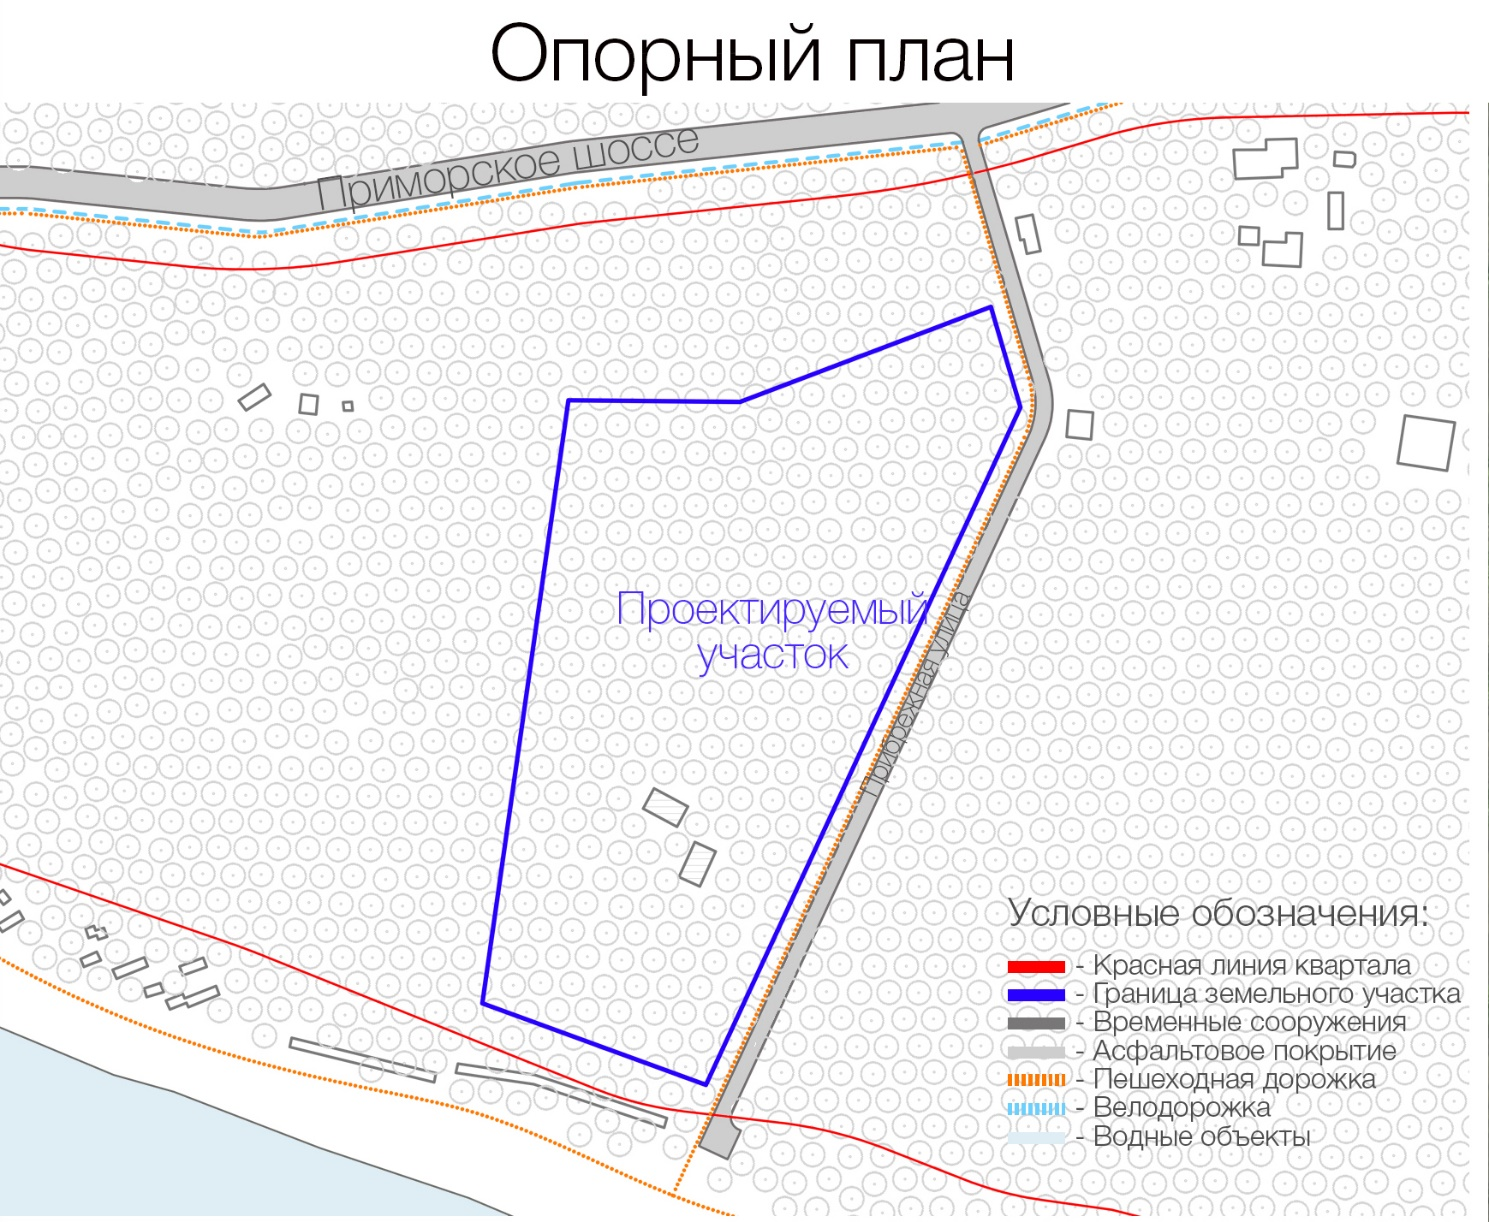 Опорный план
Приморское шоссе
Проектируемый
участок
Прибрежная улица
Условные обозначения:
- Красная линия квартала
- Граница земельного участка
- Временные сооружения
- Асфальтовое покрытие
- Пешеходная дорожка
- Велодорожка
- Водные объекты